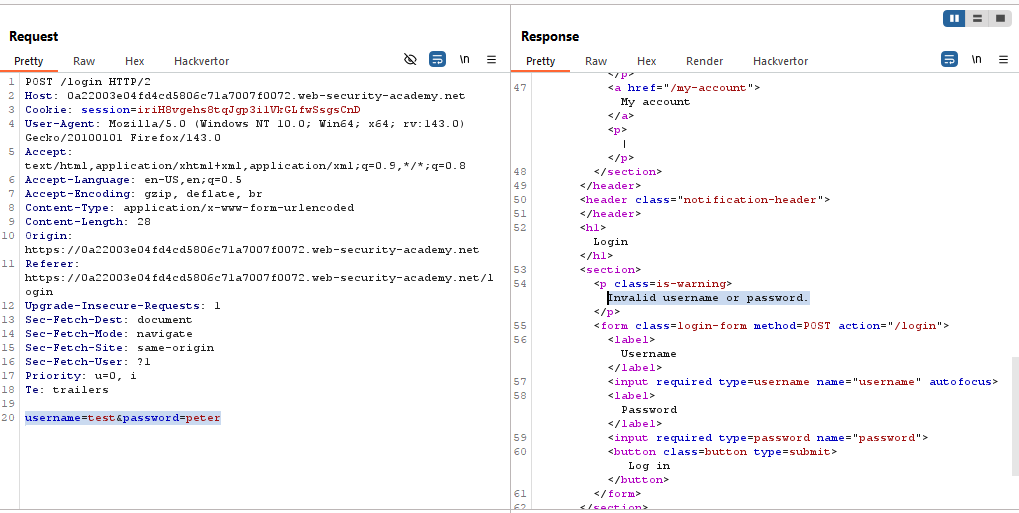 Request
Pretty Raw Hex Hackvertor \n
1 POST /login HTTP/2
2 Host: 0a22003e04fd4cd5806c71a7007f0072.web-security-academy.net
3 Cookie: session=iriH8vgehs8tqJgp3i1VkGLfwSsgsCnD
4 User-Agent: Mozilla/5.0 (Windows NT 10.0; Win64; x64; rv:143.0)
Gecko/20100101 Firefox/143.0
5 Accept:
text/html,application/xhtml+xml,application/xml;q=0.9,*/*;q=0.8
6 Accept-Language: en-US,en;q=0.5
7 Accept-Encoding: gzip, deflate, br
8 Content-Type: application/x-www-form-urlencoded
9 Content-Length: 28
10 Origin:
https://0a22003e04fd4cd5806c71a7007f0072.web-security-academy.net
11 Referer:
https://0a22003e04fd4cd5806c71a7007f0072.web-security-academy.net/l
ogin
12 Upgrade-Insecure-Requests: 1
13 Sec-Fetch-Dest: document
14 Sec-Fetch-Mode: navigate
15 Sec-Fetch-Site: same-origin
16 Sec-Fetch-User: ?1
17 Priority: u=0, i
18 Te: trailers
19
20 username=test&password=peter
Response
Pretty Raw Hex Render Hackvertor \n
</p>
47 <a href="/my-account">
My account
</a>
<p>
|
</p>
48 </section>
49 </header>
50 <header class="notification-header">
51 </header>
52 <h1>
Login
</h1>
53 <section>
54 <p class=is-warning>
Invalid username or password.
</p>
55 <form class=login-form method=POST action="/login">
56 <label>
Username
</label>
57 <input required type=username name="username" autofocus>
58 <label>
Password
</label>
59 <input required type=password name="password">
60 <button class=button type=submit>
Log in
</button>
61 </form>
62 </section>